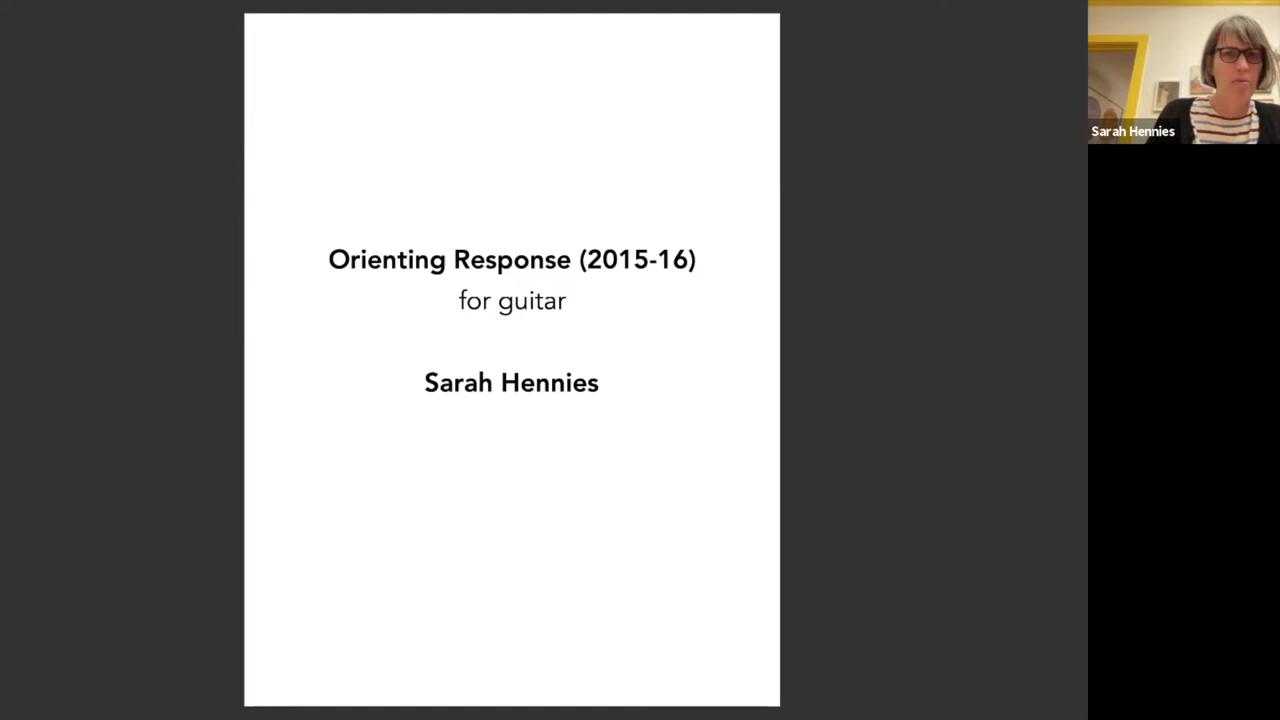 Orienting Response (2015-16)
for guitar
Sarah Hennies
Sarah Hennies